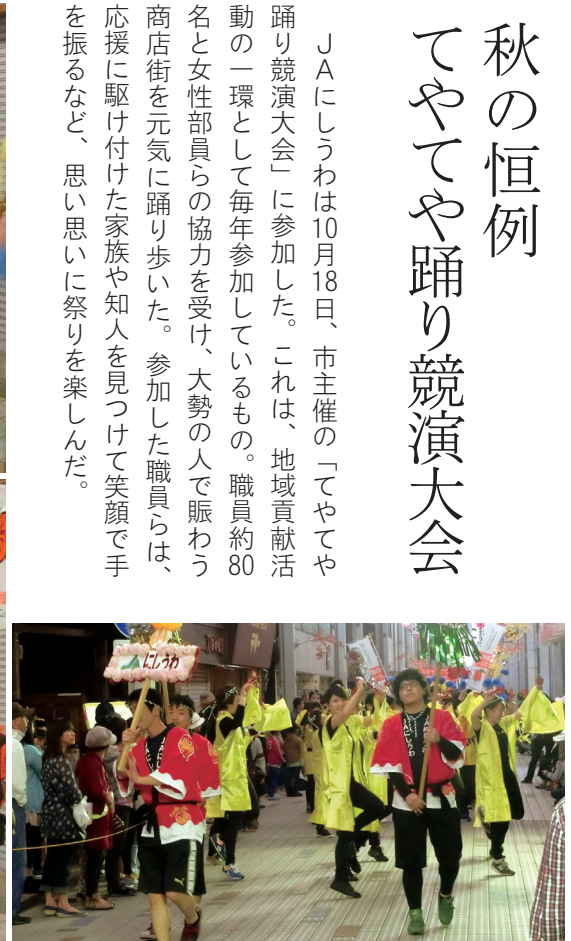 秋の恒例
てやてや踊り競演大会
ＪＡにしうわは10月18日、市主催の「てやてや
踊り競演大会」に参加した。これは、地域貢献活
動の一環として毎年参加しているもの。職員約80
名と女性部員らの協力を受け、大勢の人で賑わう
商店街を元気に踊り歩いた。参加した職員らは、
応援に駆け付けた家族や知人を見つけて笑顔で手
を振るなど、思い思いに祭りを楽しんだ。
にしうわ
JAにしうわ